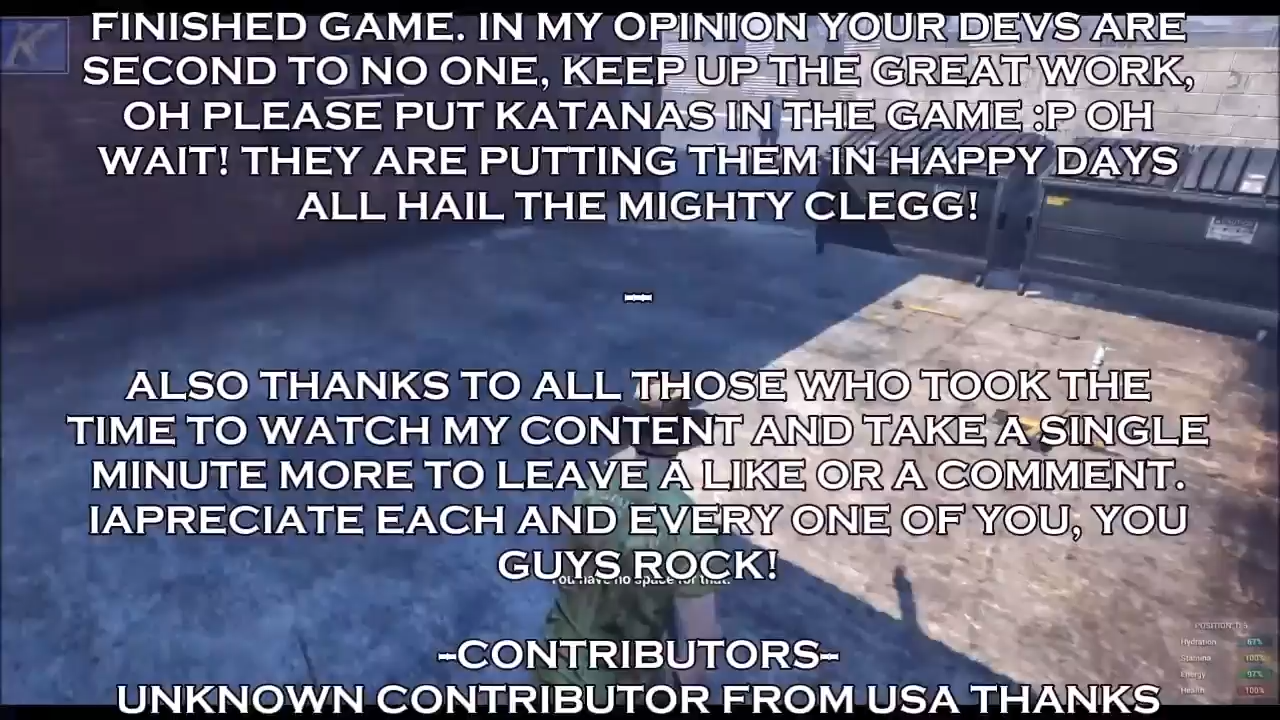 FINISHED GAME. IN MY OPINION YOUR DEVS ARE
SECOND TO NO ONE, KEEP UP THE GREAT WORK,
OH PLEASE PUT KATANAS IN THE GAME :P OH
WAIT! THEY ARE PUTTING THEM IN HAPPY DAYS
ALL HAIL THE MIGHTY CLEGG!
--
ALSO THANKS TO ALL THOSE WHO TOOK THE
TIME TO WATCH MY CONTENT AND TAKE A SINGLE
MINUTE MORE TO LEAVE A LIKE OR A COMMENT.
IAPRECIATE EACH AND EVERY ONE OF YOU, YOU
GUYS ROCK!
You have no space for that.
-CONTRIBUTORS-
UNKNOWN CONTRIBUTOR FROM USA THANKS
K
POSITION:
Hydration 67%
Stamina 100%
Energy 97%
Health 100%